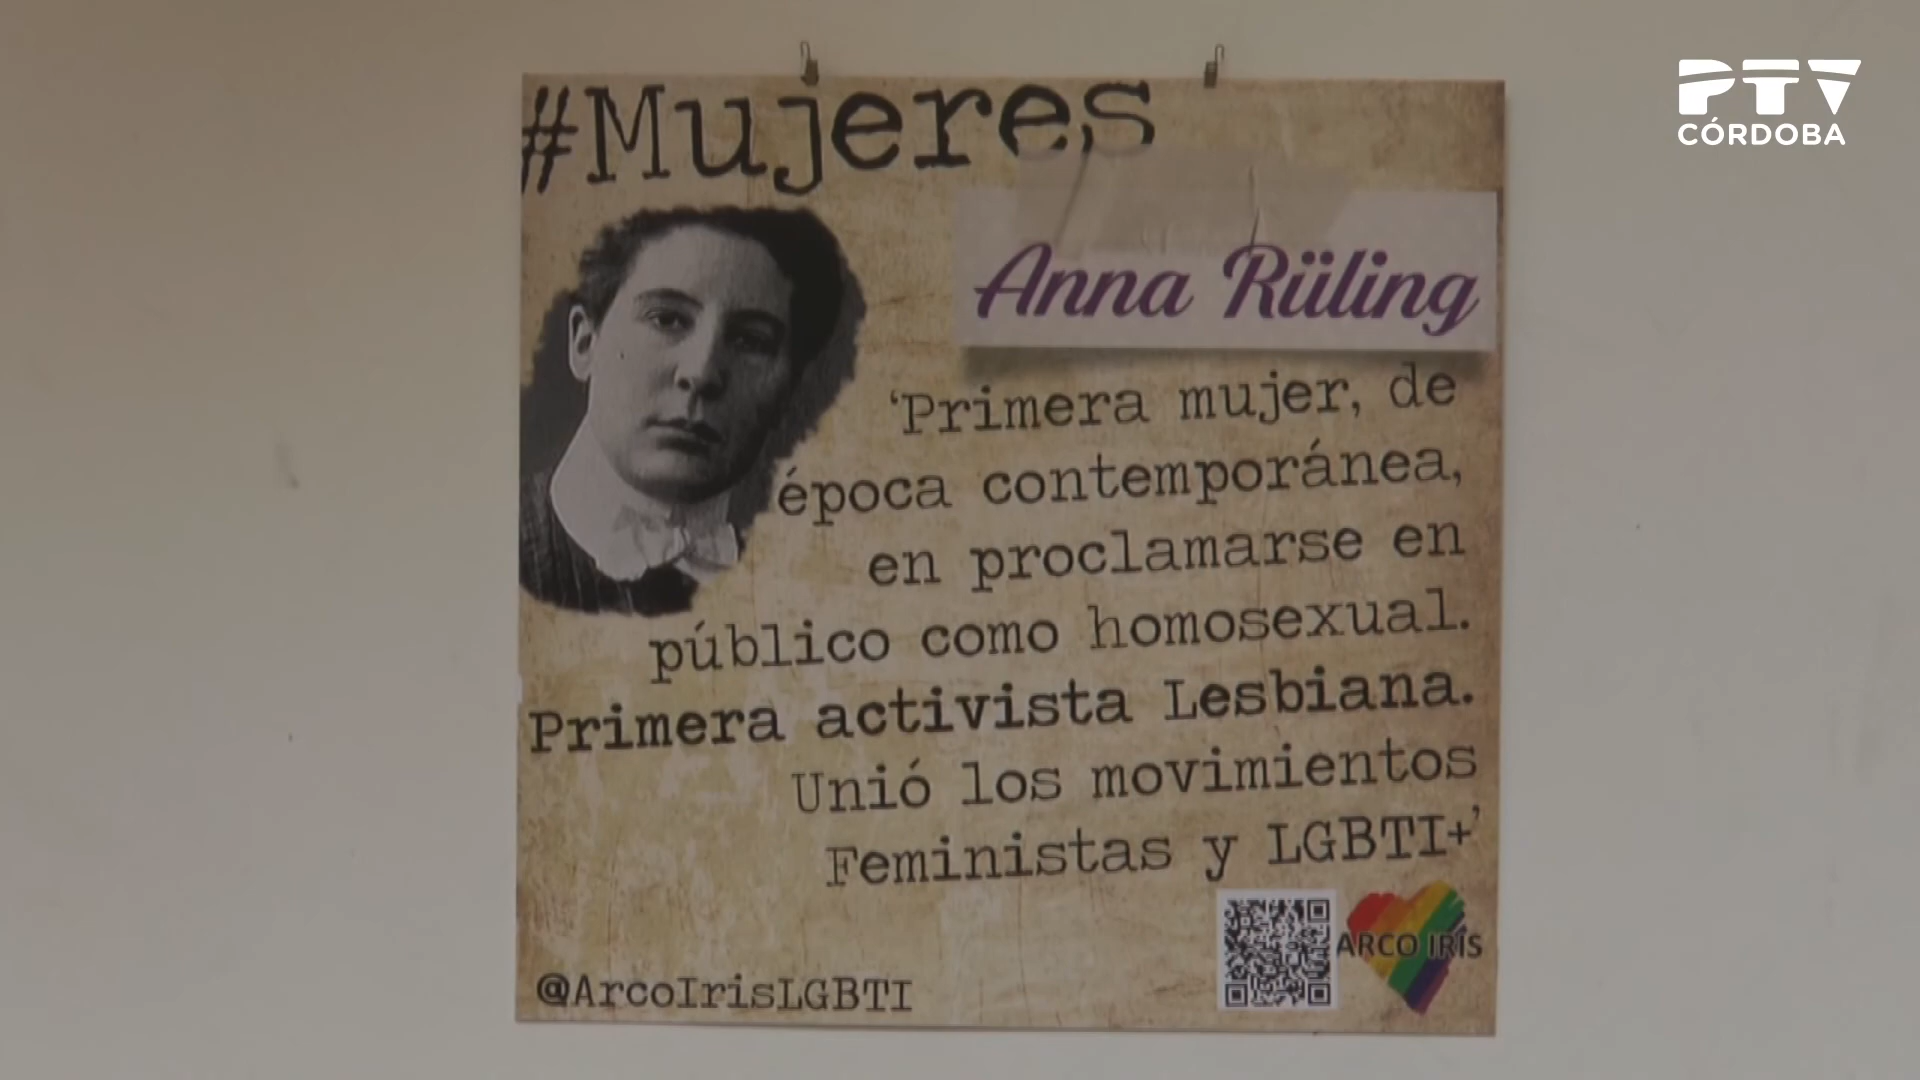 #Mujeres
PTV
CÓRDOBA
Anna Rüling
‘Primera mujer, de
época contemporánea,
en proclamarse en
público como homosexual.
Primera activista Lesbiana.
Unió los movimientos
Feministas y LGBTI+’
ARCO IRIS
@ArcoIrisLGBTI